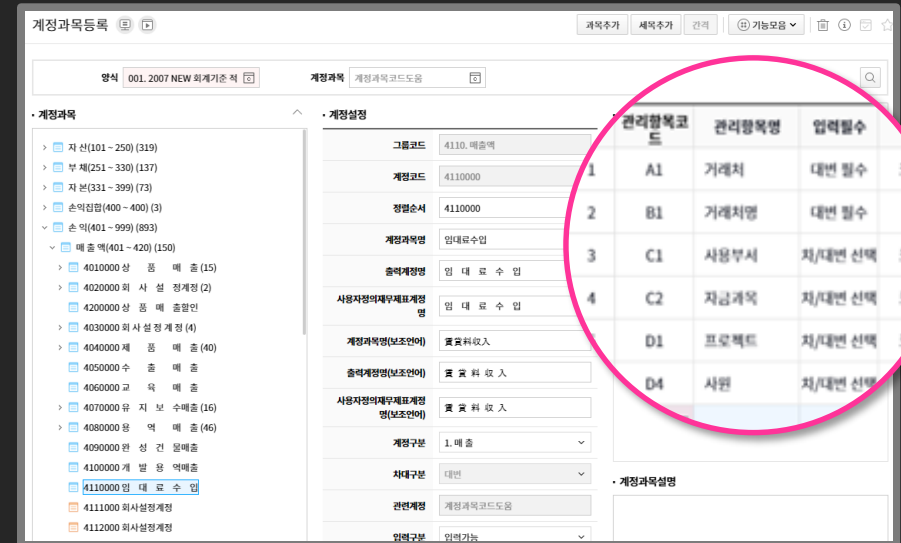 계정과목등록
과목추가 세목추가 간격 기능모음
양식 001. 2007 NEW 회계기준 적
계정과목 계정과목코드도움
· 계정과목
자 산(101 ~ 250) (319)
부 채(251 ~ 330) (137)
자 본(331 ~ 399) (73)
손익집합(400 ~ 400) (3)
손 익(401 ~ 999) (893)
매 출 액(401 ~ 420) (150)
4010000 상 품 매 출 (15)
4020000 회 사 설 정계정 (2)
4200000 상 품 매 출할인
4030000 회 사 설 정 계 정 (4)
4040000 제 품 매 출 (40)
4050000 수 출 매 출
4060000 교 육 매 출
4070000 유 지 보 수매출 (16)
4080000 용 역 매 출 (46)
4090000 완 성 건 물매출
4100000 개 발 용 역매출
4110000 임 대 료 수 입
4111000 회사설정계정
4112000 회사설정계정
· 계정설정
그룹코드 4110. 매출액
계정코드 4110000
정렬순서 4110000
계정과목명 임대료수입
출력계정명 임 대 료 수 입
사용자정의재무제표계정
명 임 대 료 수 입
계정과목명(보조언어) 賃貸料収入
출력계정명(보조언어) 賃 貸 料 収 入
사용자정의재무제표계정
명(보조언어) 賃 貸 料 収 入
계정구분 1. 매 출
차대구분 대변
관련계정 계정과목코드도움
입력구분 입력가능
관리항목코
드 관리항목명 입력필수
1 A1 거래처 대변 필수
2 B1 거래처명 대변 필수
3 C1 사용부서 차/대변 선택
4 C2 자금과목 차/대변 선택
D1 프로젝트 차/대변 선택
D4 사원 차/대변 선택
· 계정과목설명